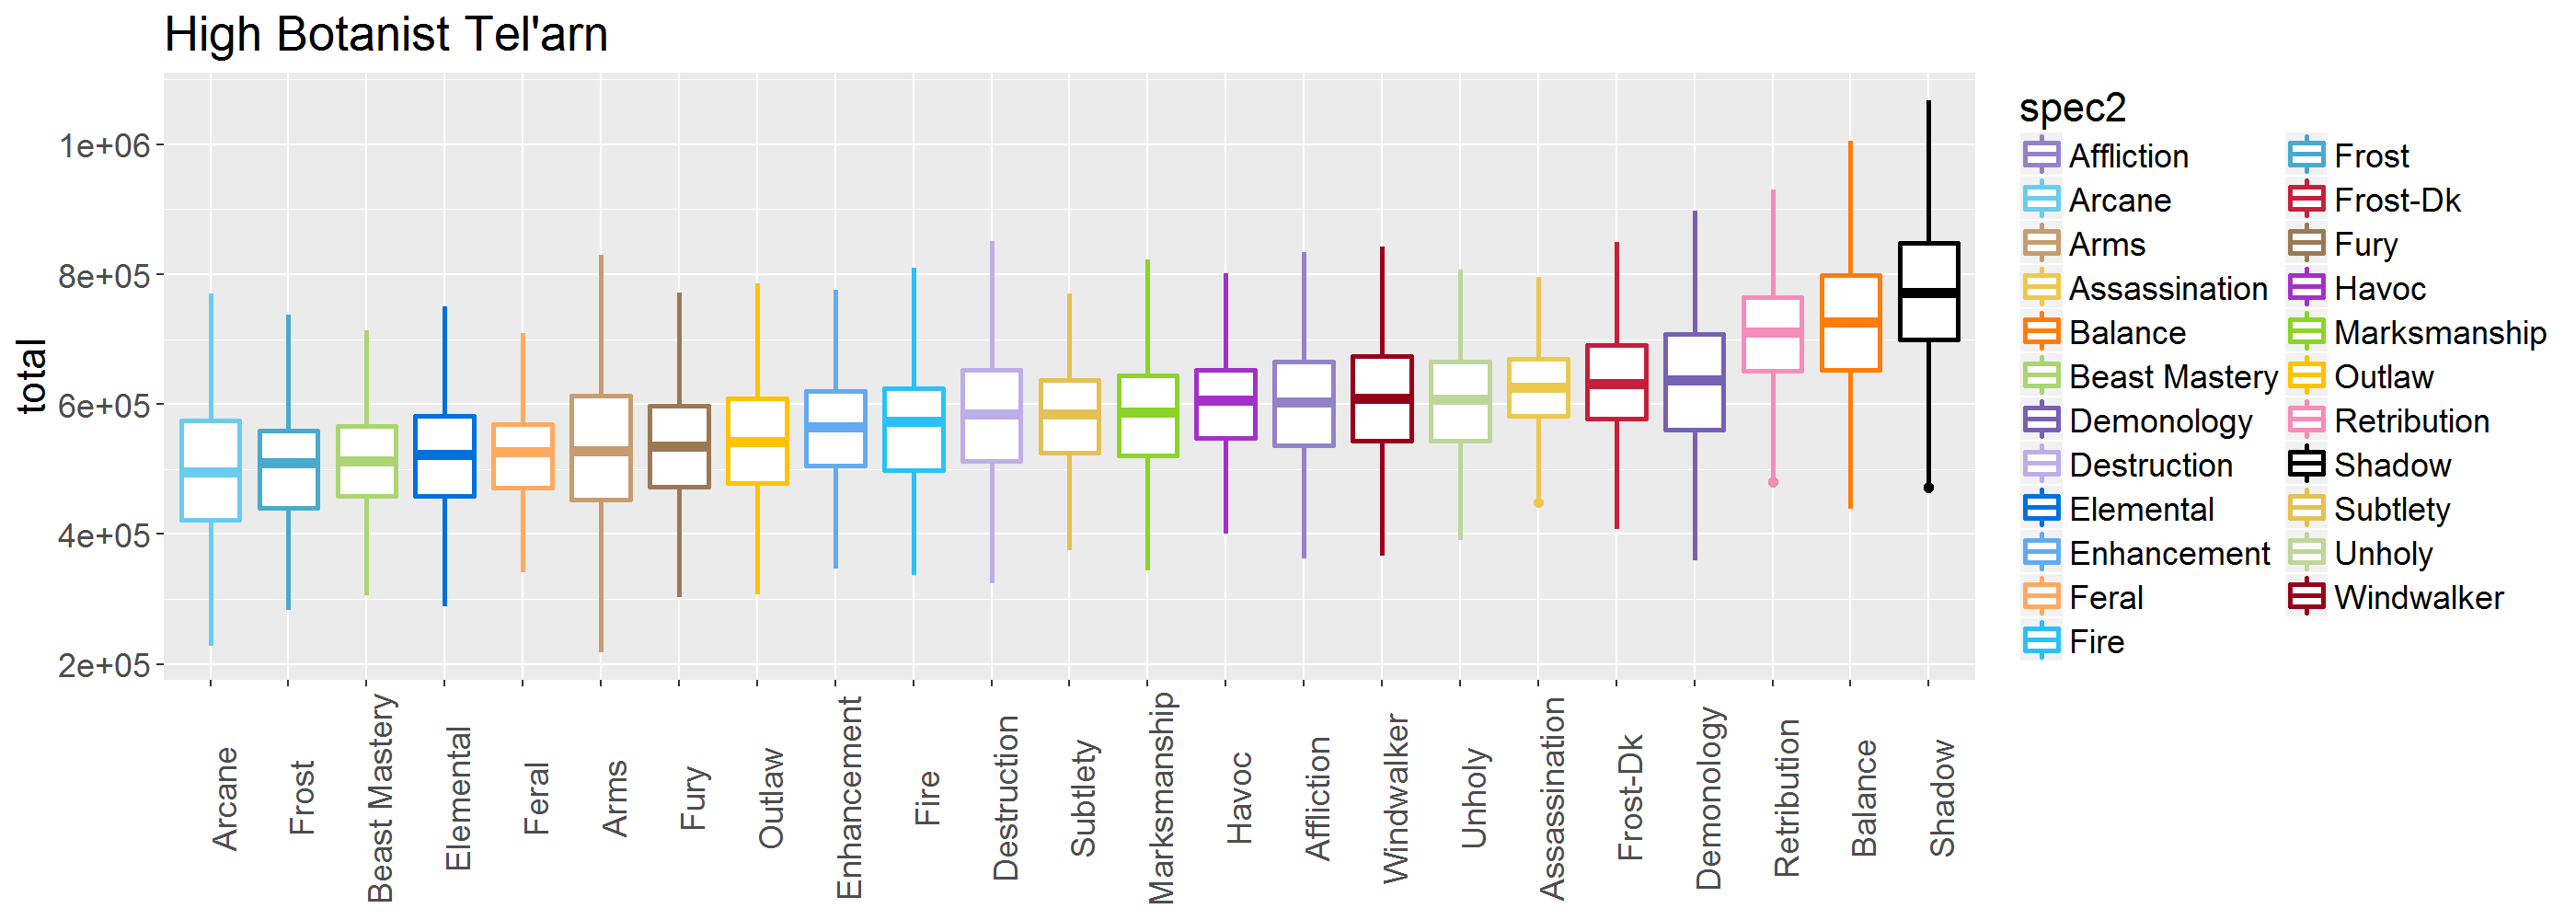 High Botanist Tel'arn
total
1e+06
8e+05
6e+05
4e+05
2e+05
Arcane
Frost
Beast Mastery
Elemental
Feral
Arms
Fury
Outlaw
Enhancement
Fire
Destruction
Subtlety
Marksmanship
Havoc
Affliction
Windwalker
Unholy
Assassination
Frost-Dk
Demonology
Retribution
Balance
Shadow
spec2
Affliction
Arcane
Arms
Assassination
Balance
Beast Mastery
Demonology
Destruction
Elemental
Enhancement
Feral
Fire
Frost
Frost-Dk
Fury
Havoc
Marksmanship
Outlaw
Retribution
Shadow
Subtlety
Unholy
Windwalker